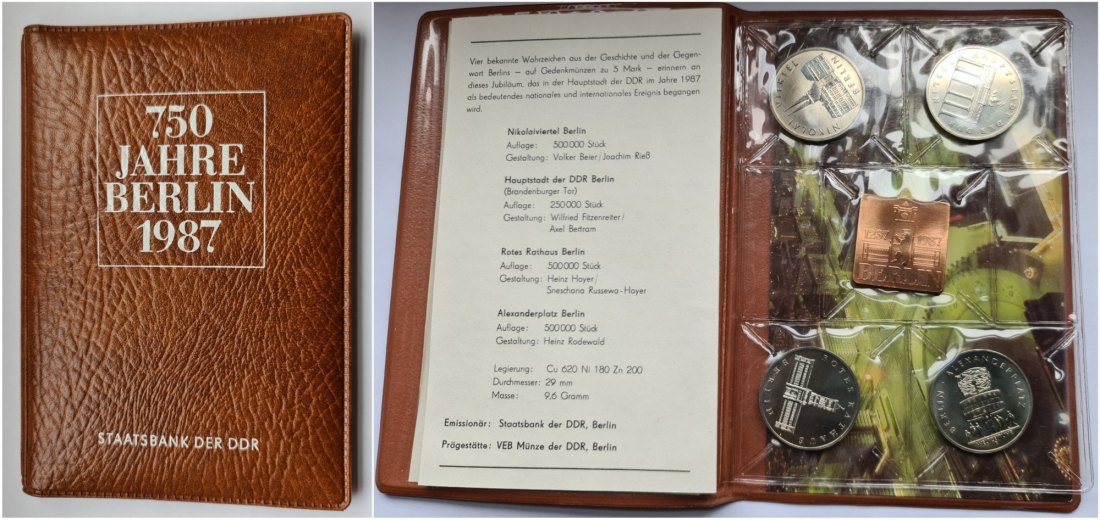 750
JAHRE
BERLIN
1987
STAATSBANK DER DDR
Vier bekannte Wahrzeichen aus der Geschichte und der Gegen-
wart Berlins – auf Gedenkmünzen zu 5 Mark – erinnern an
dieses Jubiläum, das in der Hauptstadt der DDR im Jahre 1987
als bedeutendes nationales und internationales Ereignis begangen
wird.
Nikolaiviertel Berlin
Auflage: 500 000 Stück
Gestaltung: Volker Beier/Joachim Rieß
Hauptstadt der DDR Berlin
(Brandenburger Tor)
Auflage: 250 000 Stück
Gestaltung: Wilfried Fitzenreiter/
Axel Bertram
Rotes Rathaus Berlin
Auflage: 500 000 Stück
Gestaltung: Heinz Hoyer/
Sneschana Russewa-Hoyer
Alexanderplatz Berlin
Auflage: 500 000 Stück
Gestaltung: Heinz Rodewald
Legierung: Cu 620 Ni 180 Zn 200
Durchmesser: 29 mm
Masse: 9,6 Gramm
Emissionär: Staatsbank der DDR, Berlin
Prägestätte: VEB Münze der DDR, Berlin
NIKOLAIVIERTEL
BERLIN
1237 1987
BERLIN
ROTES RATHAUS
BERLIN
BERLIN ALEXANDERPLATZ